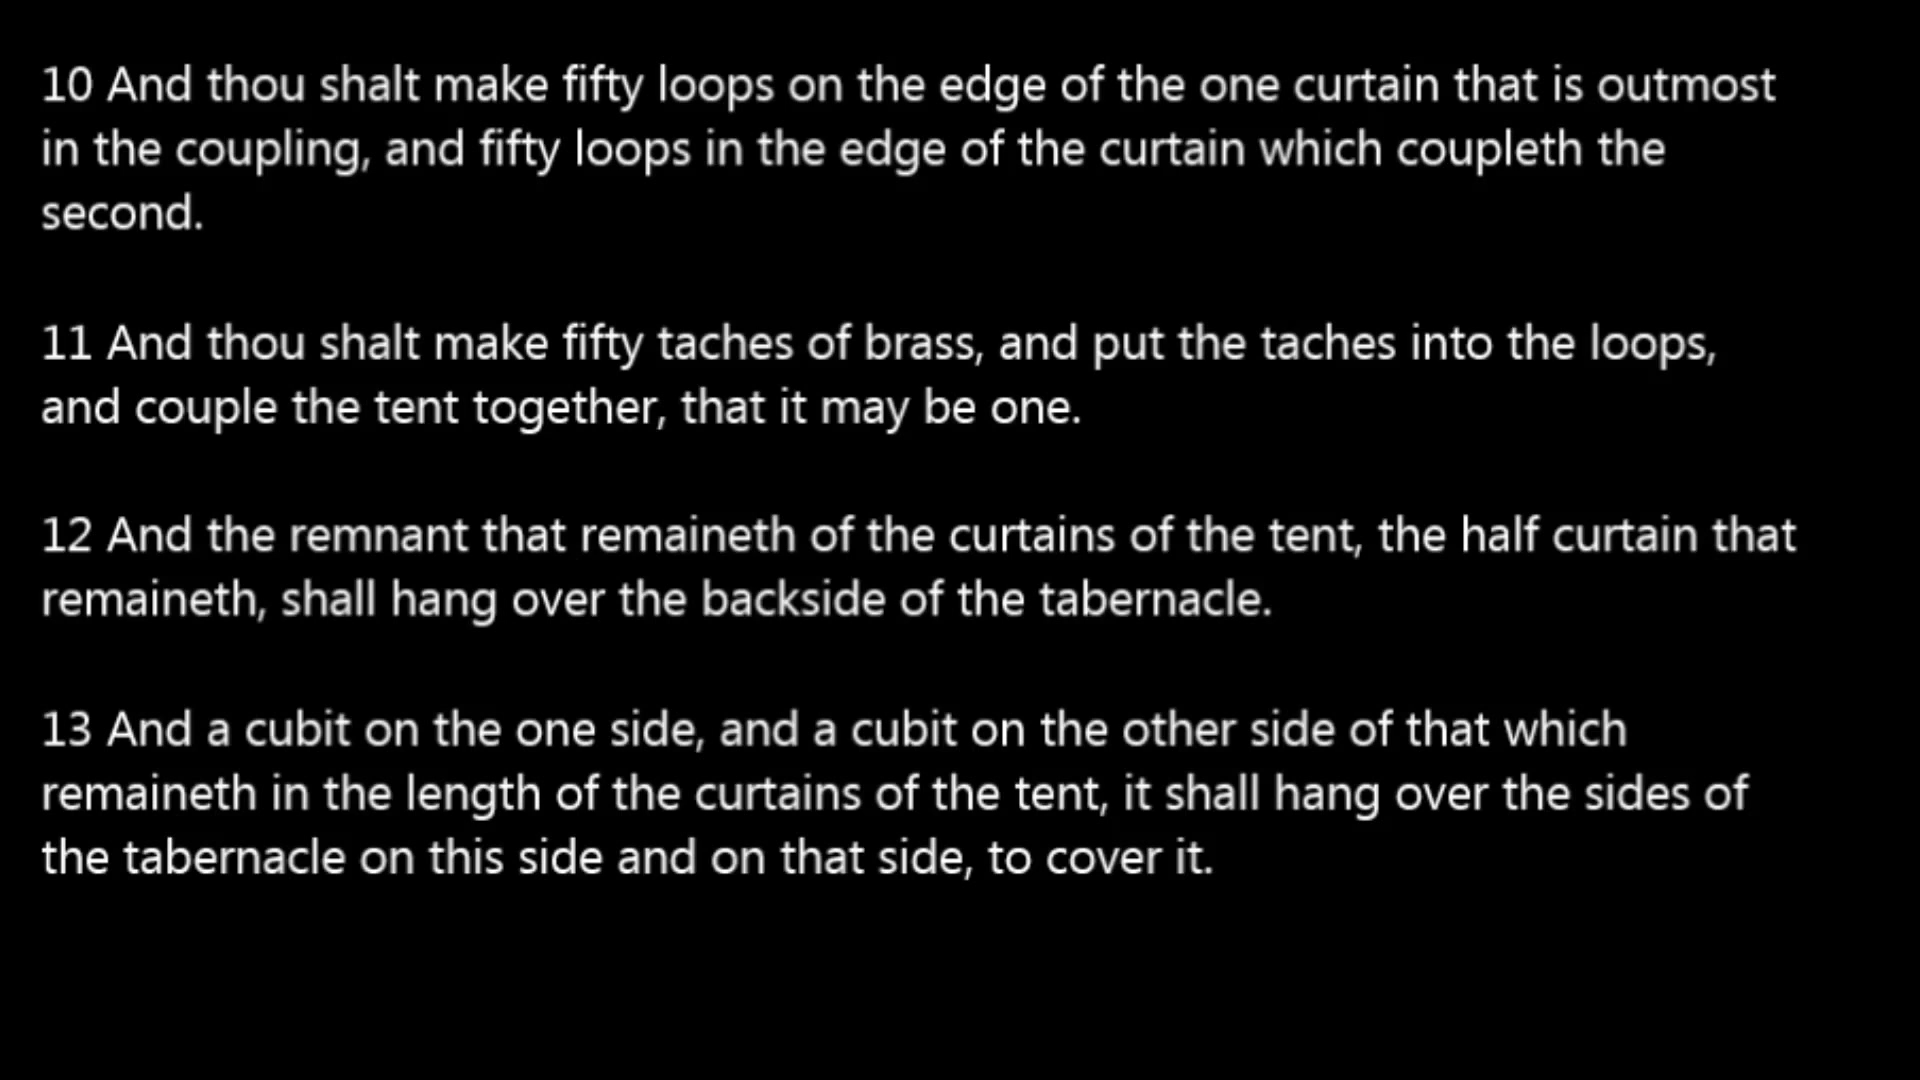 10 And thou shalt make fifty loops on the edge of the one curtain that is outmost
in the coupling, and fifty loops in the edge of the curtain which coupleth the
second.
11 And thou shalt make fifty taches of brass, and put the taches into the loops,
and couple the tent together, that it may be one.
12 And the remnant that remaineth of the curtains of the tent, the half curtain that
remaineth, shall hang over the backside of the tabernacle.
13 And a cubit on the one side, and a cubit on the other side of that which
remaineth in the length of the curtains of the tent, it shall hang over the sides of
the tabernacle on this side and on that side, to cover it.